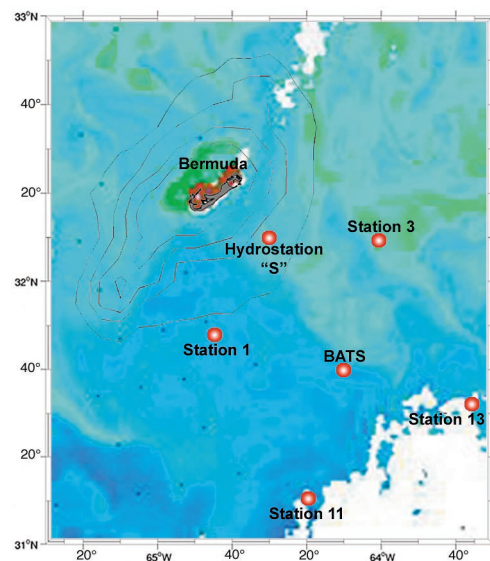 33°N
40'
Bermuda
20'
Station 3
Hydrostation
“S”
32°N
Station 1
BATS
40'
Station 13
20'
Station 11
31°N
20'
65°W
40'
20'
64°W
40'